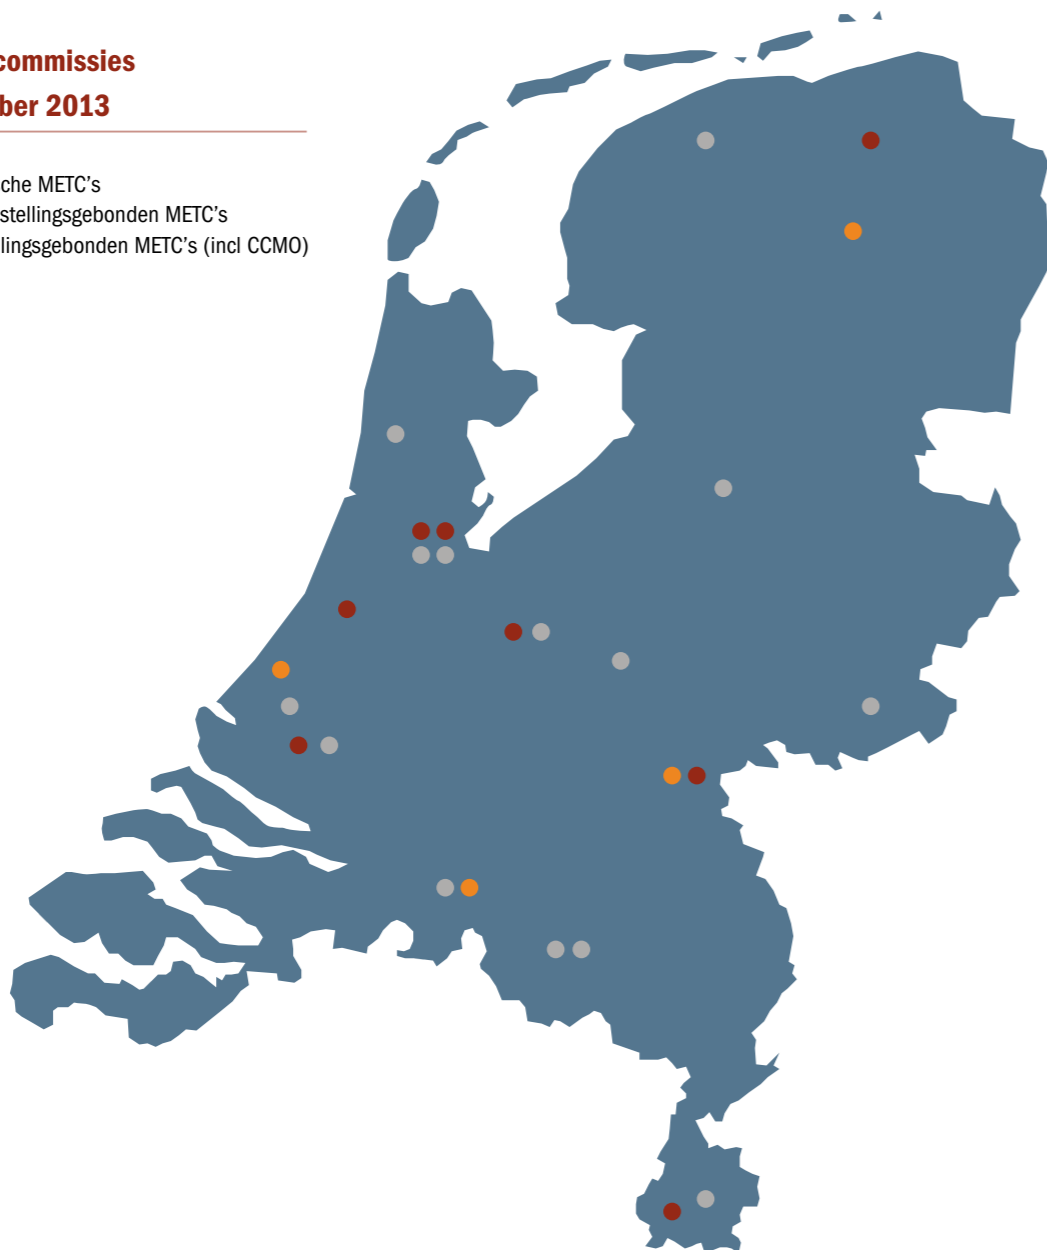 commissies
ber 2013
che METC's
stellingsgebonden METC's
lingsgebonden METC's (incl CCMO)